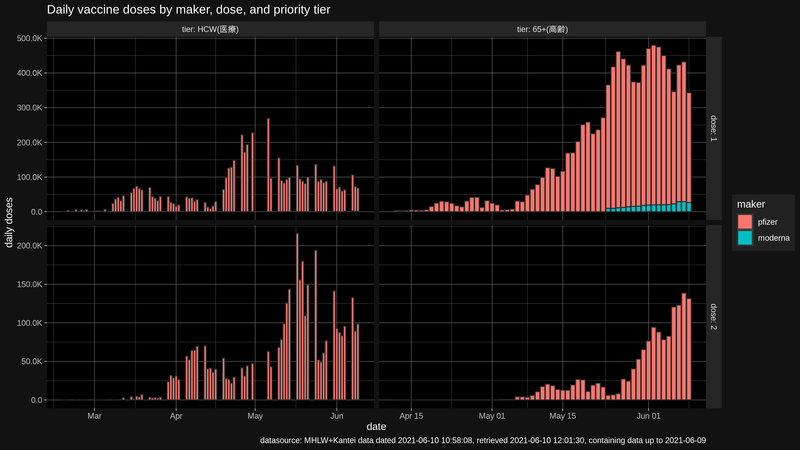 Daily vaccine doses by maker, dose, and priority tier
tier: HCW(医療)
tier: 65+(高齢)
500.0K
400.0K
300.0K
200.0K
100.0K
0.0
dose: 1
daily doses
200.0K
150.0K
100.0K
50.0K
0.0
dose: 2
Mar
Apr
May
Jun
Apr 15
May 01
May 15
Jun 01
date
maker
pfizer
moderna
datasource: MHLW+Kantei data dated 2021-06-10 10:58:08, retrieved 2021-06-10 12:01:30, containing data up to 2021-06-09